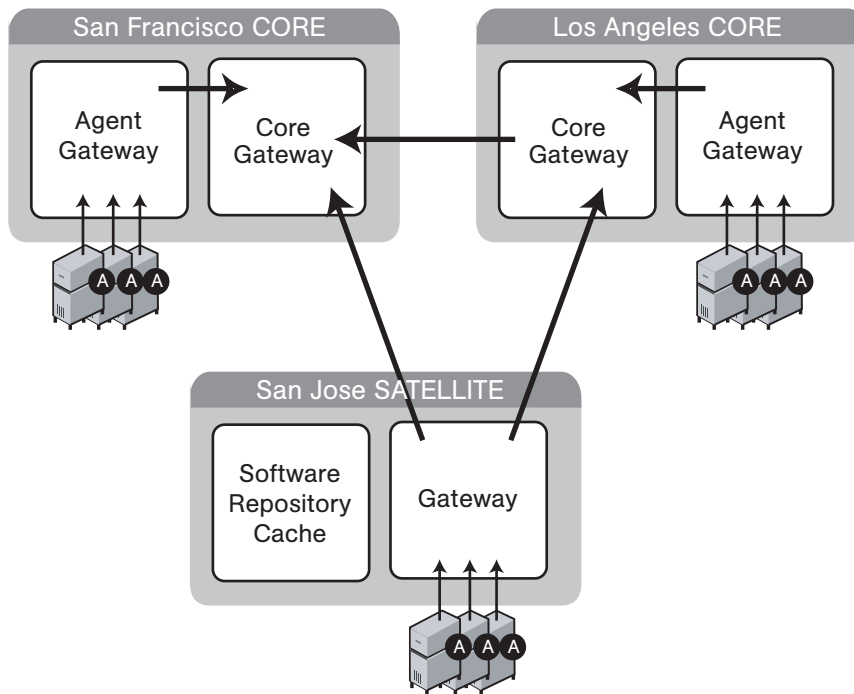 San Francisco CORE
Los Angeles CORE
Agent
Gateway
Core
Gateway
Core
Gateway
Agent
Gateway
A A A
A A A
San Jose SATELLITE
Software
Repository
Cache
Gateway
A A A